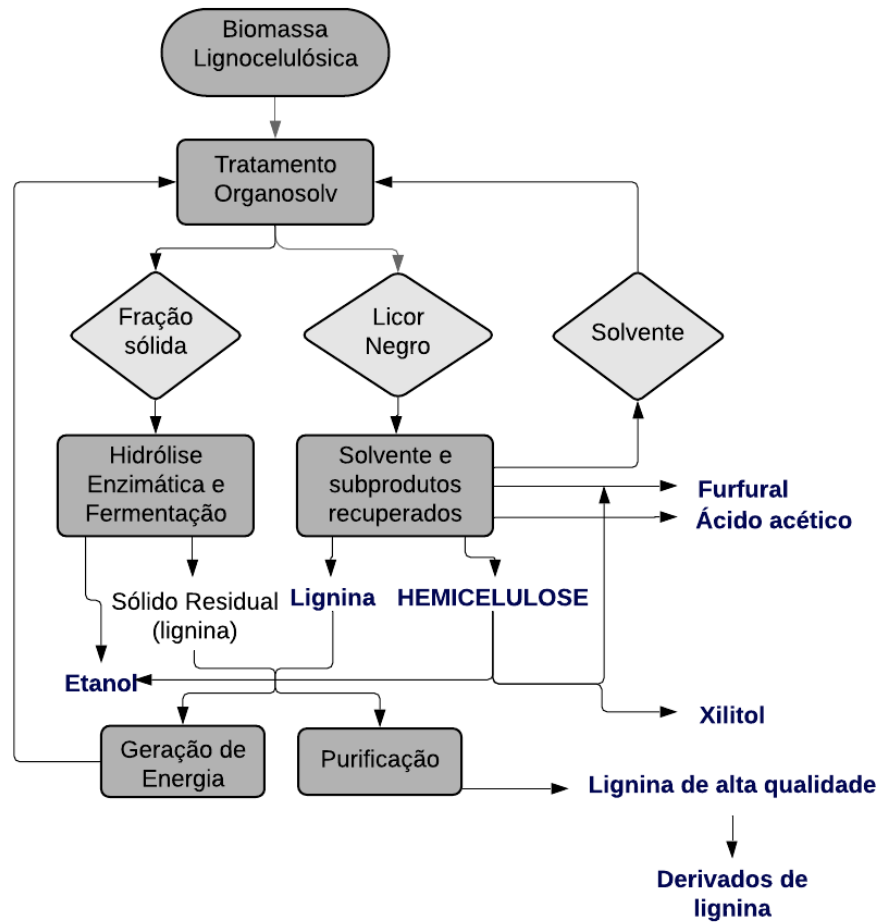 Biomassa
Lignocelulósica
Tratamento
Organosolv
Fração
sólida
Licor
Negro
Solvente
Hidrólise
Enzimática e
Fermentação
Solvente e
subprodutos
recuperados
Furfural
Ácido acético
Sólido Residual
(lignina)
Lignina
HEMICELULOSE
Etanol
Xilitol
Geração de
Energia
Purificação
Lignina de alta qualidade
Derivados de
lignina